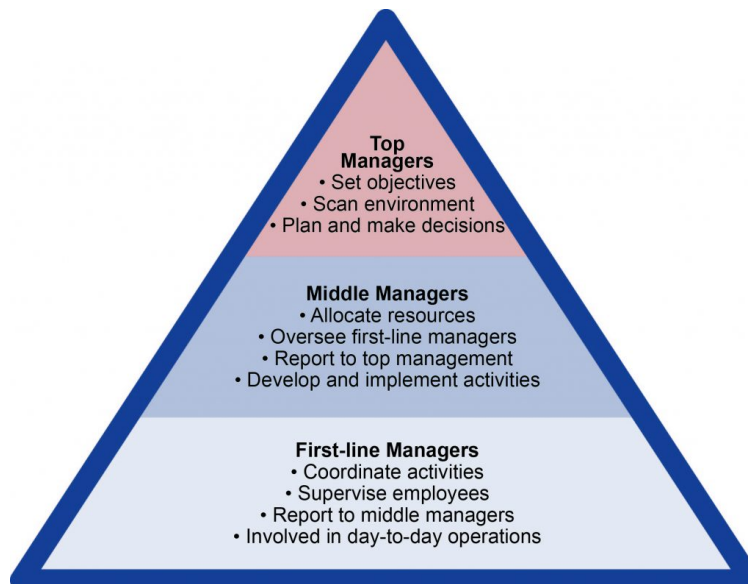 Top
Managers
• Set objectives
• Scan environment
• Plan and make decisions
Middle Managers
• Allocate resources
• Oversee first-line managers
• Report to top management
• Develop and implement activities
First-line Managers
• Coordinate activities
• Supervise employees
• Report to middle managers
• Involved in day-to-day operations